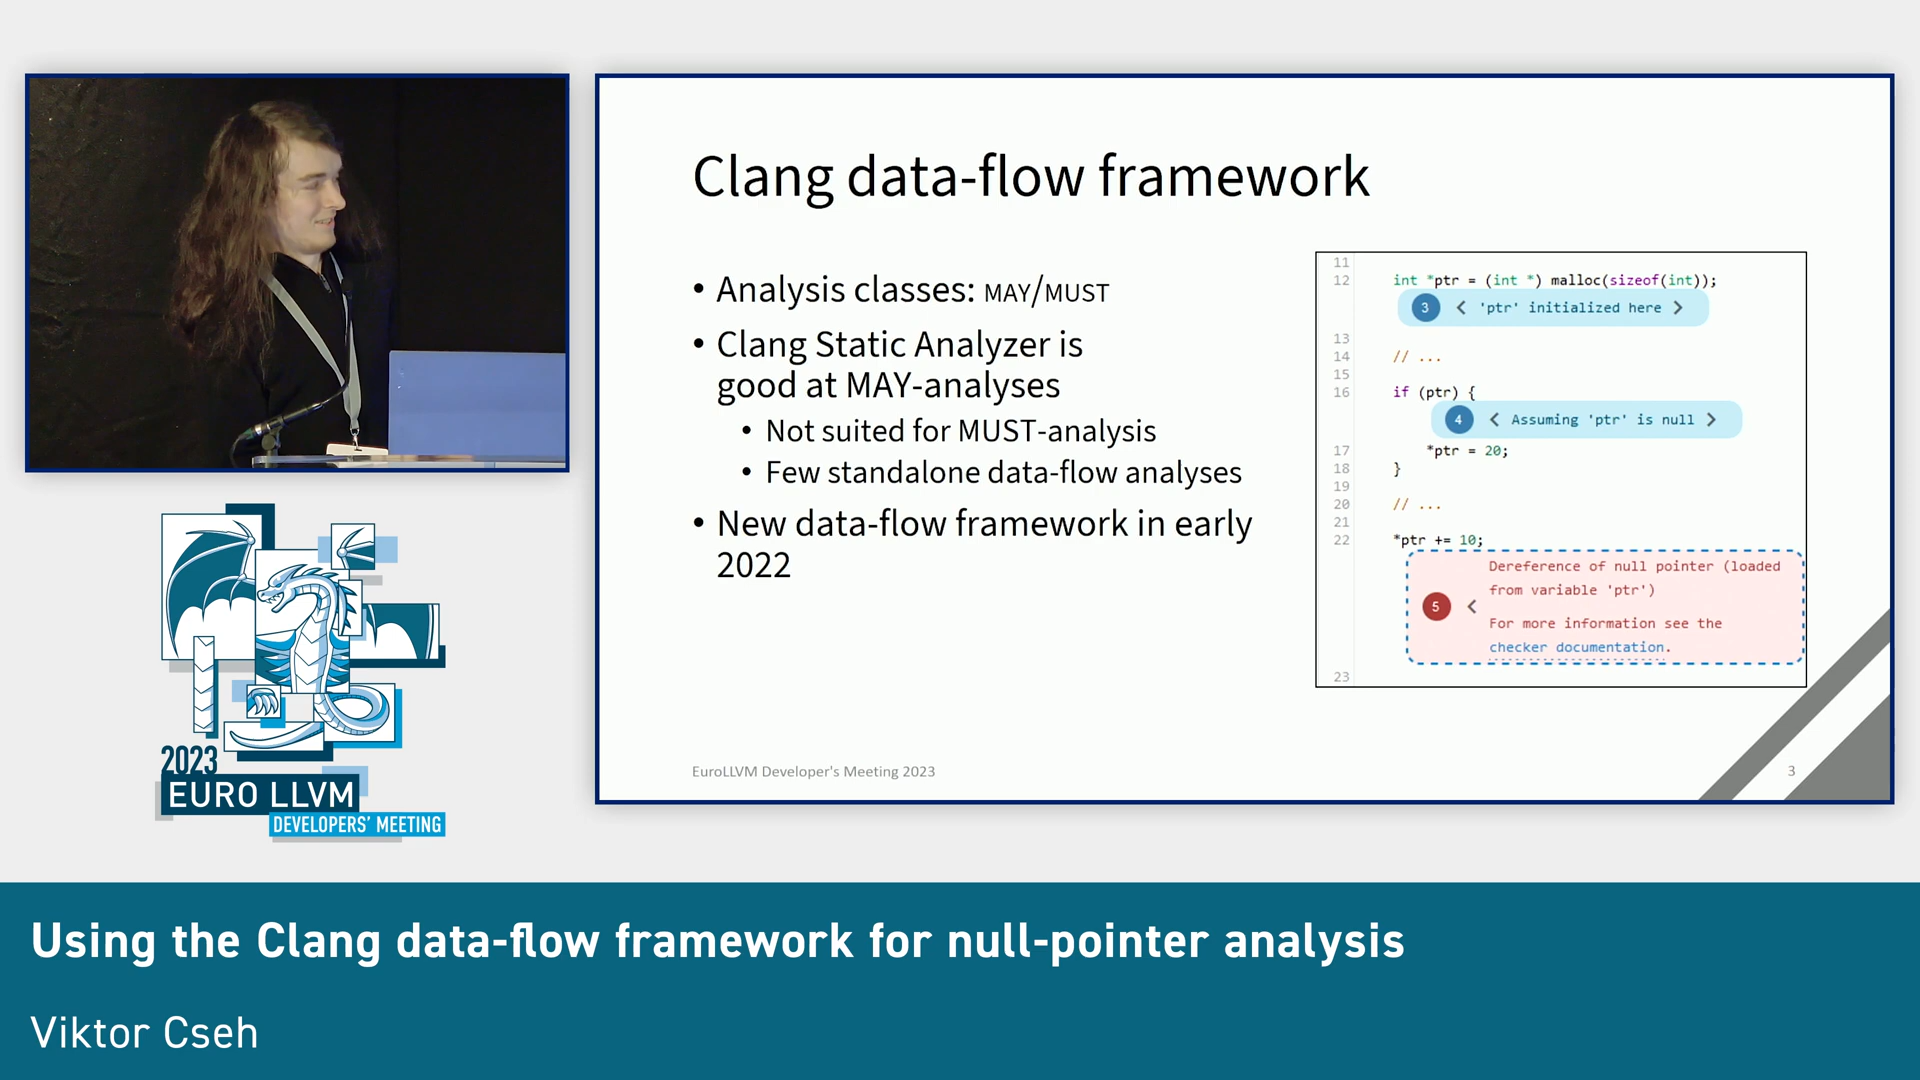 Clang data-flow framework
• Analysis classes: MAY/MUST
• Clang Static Analyzer is
good at MAY-analyses
• Not suited for MUST-analysis
• Few standalone data-flow analyses
• New data-flow framework in early
2022
11
12 int *ptr = (int *) malloc(sizeof(int));
3 < 'ptr' initialized here >
13
14 // ...
15
16 if (ptr) {
4 < Assuming 'ptr' is null >
17 *ptr = 20;
18 }
19
20 // ...
21
22 *ptr += 10;
5 < Dereference of null pointer (loaded
from variable 'ptr')
For more information see the
checker documentation.
23
EuroLLVM Developer's Meeting 2023
3
2023
EURO LLVM
DEVELOPERS' MEETING
Using the Clang data-flow framework for null-pointer analysis
Viktor Cseh